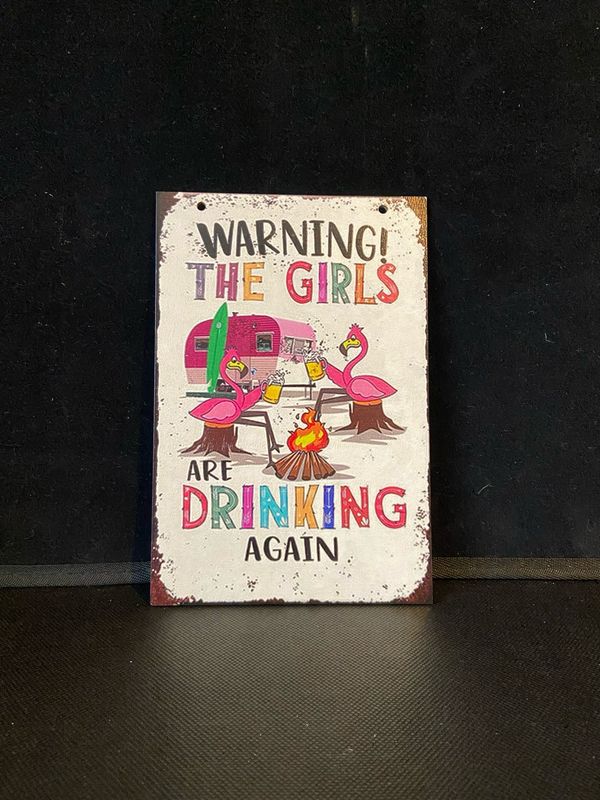 WARNING!
THE GIRLS
ARE
DRINKING
AGAIN